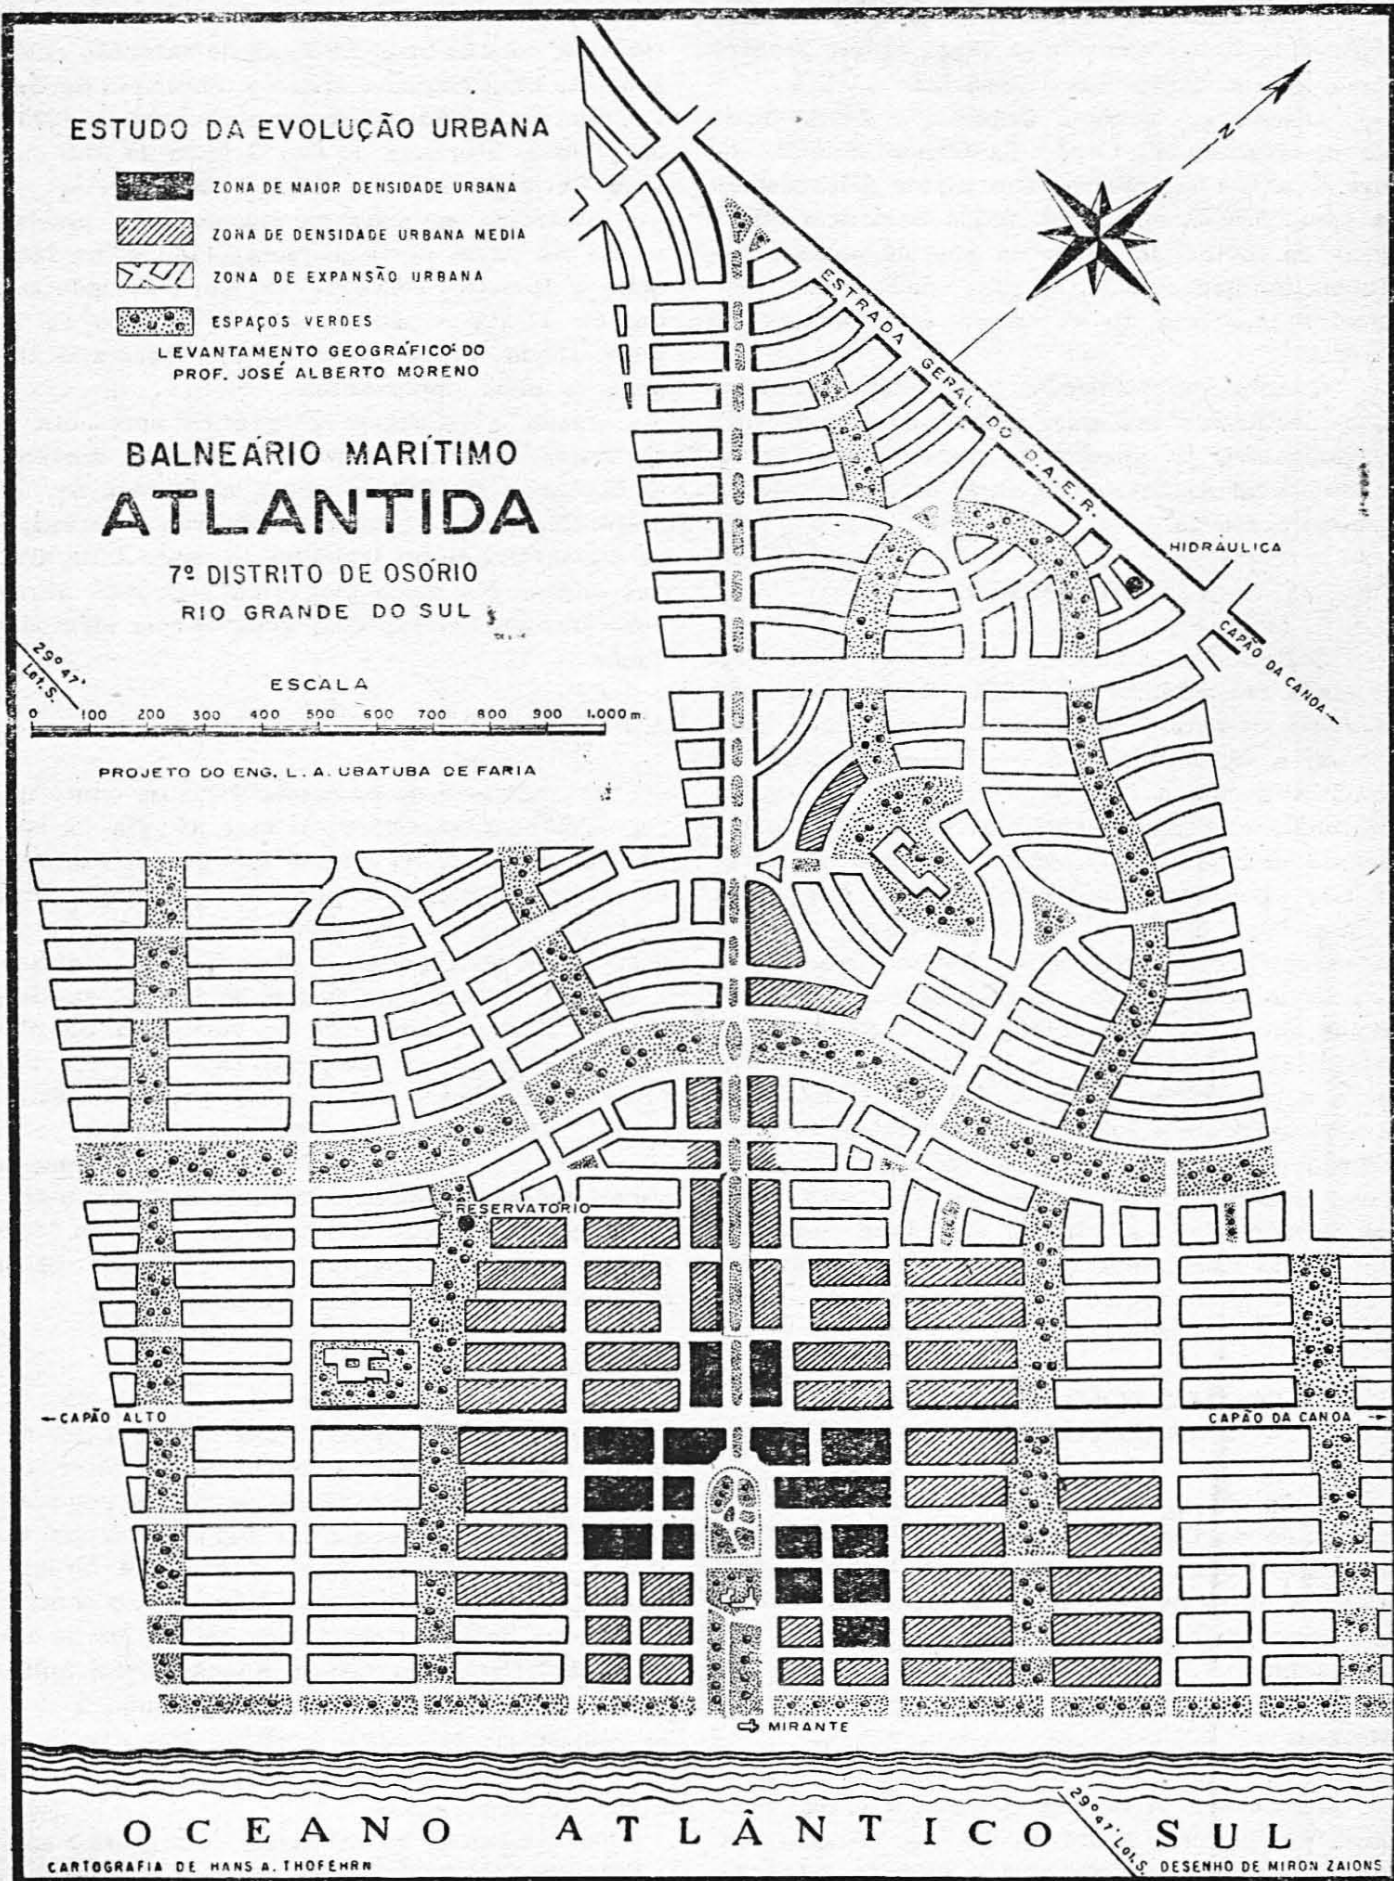 ESTUDO DA EVOLUÇÃO URBANA
ZONA DE MAIOR DENSIDADE URBANA
ZONA DE DENSIDADE URBANA MEDIA
ZONA DE EXPANSÃO URBANA
ESPAÇOS VERDES
LEVANTAMENTO GEOGRÁFICO DO
PROF. JOSÉ ALBERTO MORENO
BALNEÁRIO MARÍTIMO
ATLANTIDA
7º DISTRITO DE OSÓRIO
RIO GRANDE DO SUL
29º 47'
Lat. S.
ESCALA
0 100 200 300 400 500 600 700 800 900 1.000 m.
PROJETO DO ENG. L. A. UBATUBA DE FARIA
N
ESTRADA GERAL DO D.A.E.R.
HIDRÁULICA
CAPÃO DA CANOA
RESERVATÓRIO
CAPÃO ALTO
CAPÃO DA CANOA
MIRANTE
OCEANO ATLÂNTICO SUL
29º 47' Lat. S.
CARTOGRAFIA DE HANS A. THOFEHRN
DESENHO DE MIRON ZAIONS